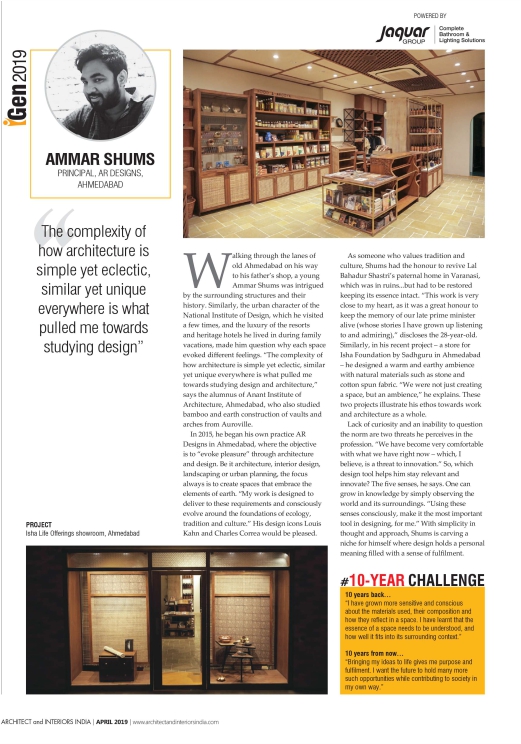 POWERED BY
Jaquar
GROUP
Complete
Bathroom &
Lighting Solutions
iGen 2019
AMMAR SHUMS
PRINCIPAL, AR DESIGNS,
AHMEDABAD
“The complexity of
how architecture is
simple yet eclectic,
similar yet unique
everywhere is what
pulled me towards
studying design”
PROJECT
Isha Life Offerings showroom, Ahmedabad
Walking through the lanes of
old Ahmedabad on his way
to his father's shop, a young
Ammar Shums was intrigued
by the surrounding structures and their
history. Similarly, the urban character of the
National Institute of Design, which he visited
a few times, and the luxury of the resorts
and heritage hotels he lived in during family
vacations, made him question why each space
evoked different feelings. “The complexity of
how architecture is simple yet eclectic, similar
yet unique everywhere is what pulled me
towards studying design and architecture,”
says the alumnus of Anant Institute of
Architecture, Ahmedabad, who also studied
bamboo and earth construction of vaults and
arches from Auroville.
In 2015, he began his own practice AR
Designs in Ahmedabad, where the objective
is to “evoke pleasure” through architecture
and design. Be it architecture, interior design,
landscaping or urban planning, the focus
always is to create spaces that embrace the
elements of earth. “My work is designed to
deliver to these requirements and consciously
evolve around the foundations of ecology,
tradition and culture.” His design icons Louis
Kahn and Charles Correa would be pleased.
As someone who values tradition and
culture, Shums had the honour to revive Lal
Bahadur Shastri's paternal home in Varanasi,
which was in ruins...but had to be restored
keeping its essence intact. “This work is very
close to my heart, as it was a great honour to
keep the memory of our late prime minister
alive (whose stories I have grown up listening
to and admiring),” discloses the 28-year-old.
Similarly, in his recent project – a store for
Isha Foundation by Sadhguru in Ahmedabad
– he designed a warm and earthy ambience
with natural materials such as stone and
cotton spun fabric. “We were not just creating
a space, but an ambience,” he explains. These
two projects illustrate his ethos towards work
and architecture as a whole.
Lack of curiosity and an inability to question
the norm are two threats he perceives in the
profession. “We have become very comfortable
with what we have right now – which, I
believe, is a threat to innovation.” So, which
design tool helps him stay relevant and
innovate? The five senses, he says. One can
grow in knowledge by simply observing the
world and its surroundings. “Using these
senses consciously, make it the most important
tool in designing, for me.” With simplicity in
thought and approach, Shums is carving a
niche for himself where design holds a personal
meaning filled with a sense of fulfilment.
#10-YEAR CHALLENGE
10 years back...
“I have grown more sensitive and conscious
about the materials used, their composition and
how they reflect in a space. I have learnt that the
essence of a space needs to be understood, and
how well it fits into its surrounding context.”
10 years from now...
“Bringing my ideas to life gives me purpose and
fulfilment. I want the future to hold many more
such opportunities while contributing to society in
my own way.”
ARCHITECT and INTERIORS INDIA | APRIL 2019 | www.architectandinteriorsindia.com